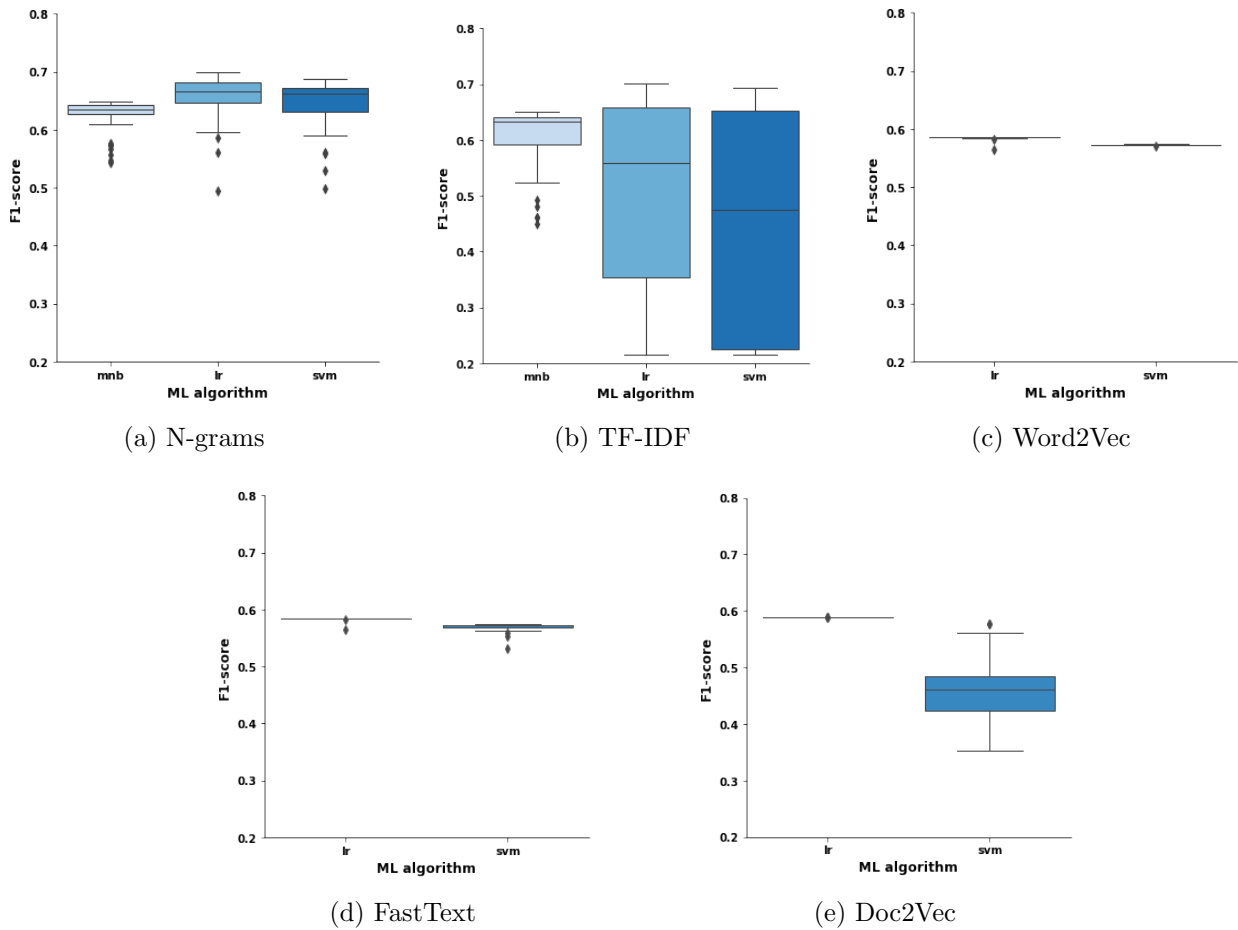 0.8
0.7
0.6
0.5
0.4
0.3
0.2
F1-score
mnb lr svm
ML algorithm
(a) N-grams
0.8
0.7
0.6
0.5
0.4
0.3
0.2
F1-score
mnb lr svm
ML algorithm
(b) TF-IDF
0.8
0.7
0.6
0.5
0.4
0.3
0.2
F1-score
lr svm
ML algorithm
(c) Word2Vec
0.8
0.7
0.6
0.5
0.4
0.3
0.2
F1-score
lr svm
ML algorithm
(d) FastText
0.8
0.7
0.6
0.5
0.4
0.3
0.2
F1-score
lr svm
ML algorithm
(e) Doc2Vec